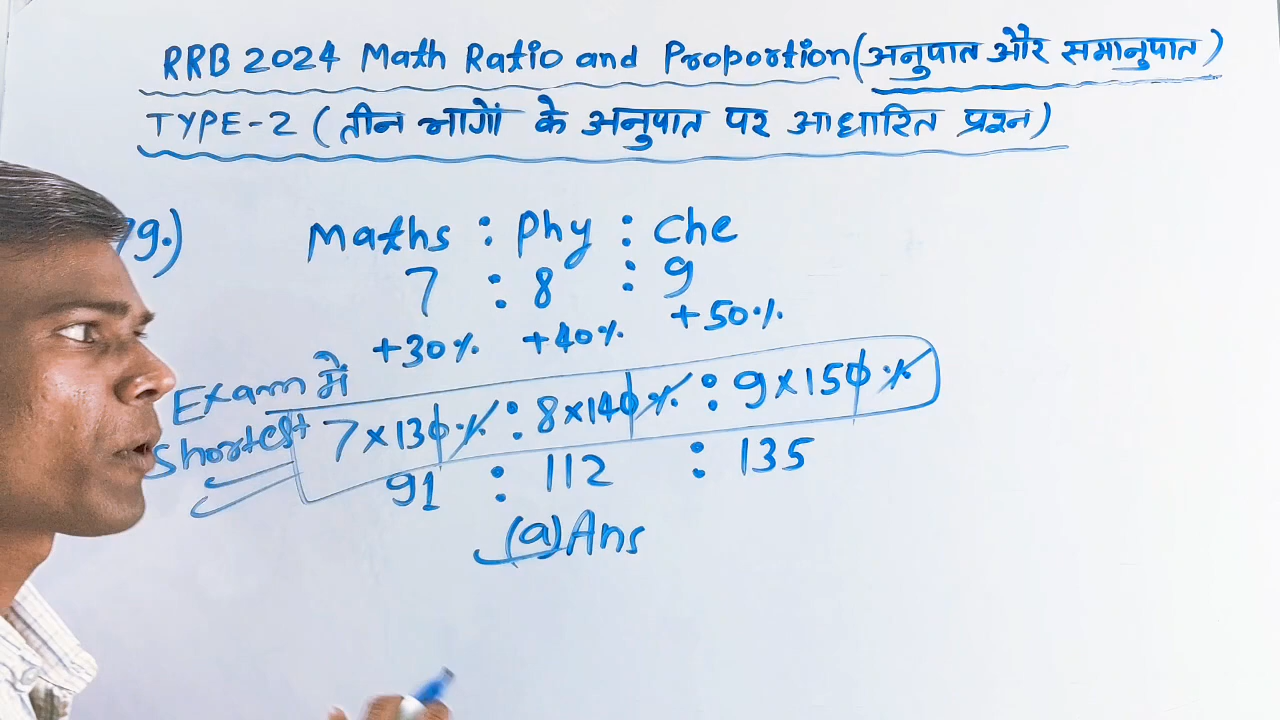 RRB 2024 Math Ratio and Proportion (अनुपात और समानुपात)
TYPE-2 (तीन भागों के अनुपात पर आधारित प्रश्न)
9.) Maths : Phy : Che
7 : 8 : 9
+30% +40% +50%
Exam में
Shortest
7×130% : 8×140% : 9×150%
91 : 112 : 135
(a) Ans